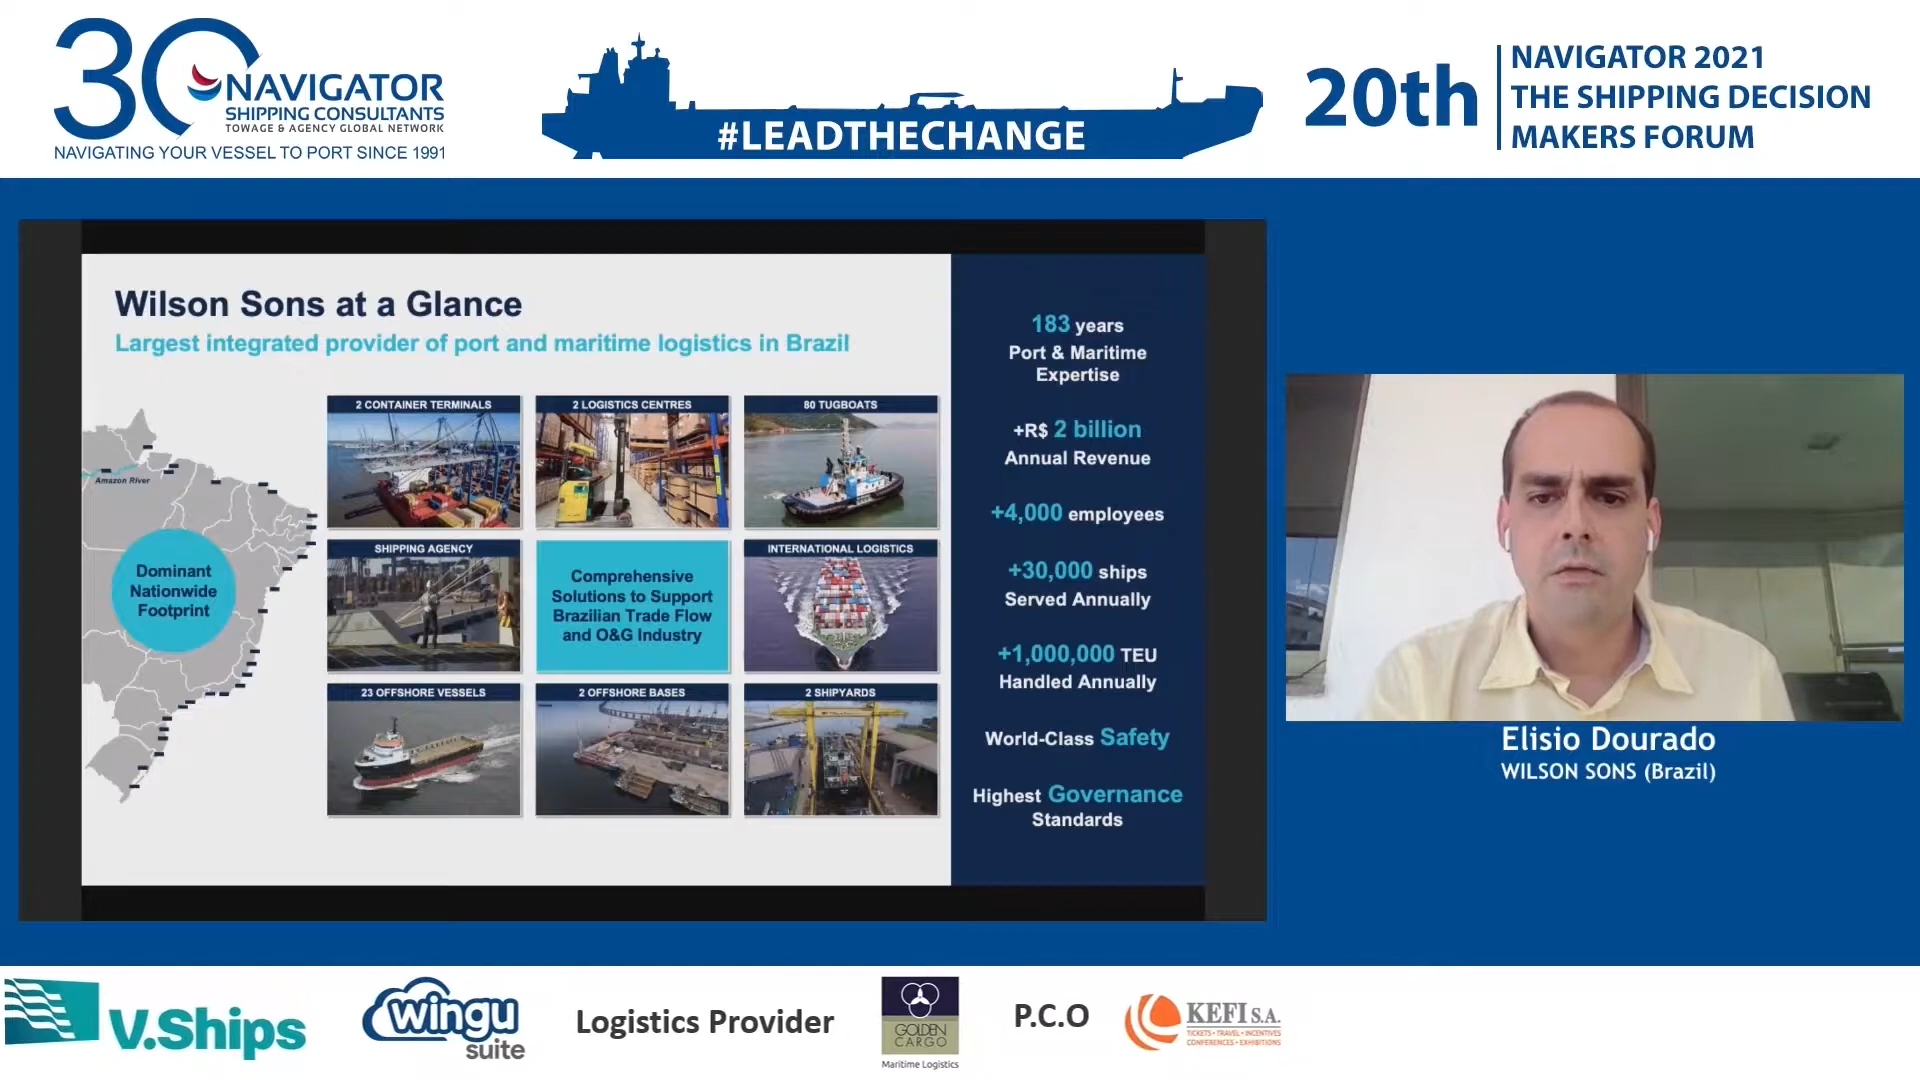 30 NAVIGATOR
SHIPPING CONSULTANTS
TOWAGE & AGENCY GLOBAL NETWORK
NAVIGATING YOUR VESSEL TO PORT SINCE 1991
#LEADTHECHANGE
20th
NAVIGATOR 2021
THE SHIPPING DECISION
MAKERS FORUM
Wilson Sons at a Glance
Largest integrated provider of port and maritime logistics in Brazil
Amazon River
Dominant
Nationwide
Footprint
2 CONTAINER TERMINALS
2 LOGISTICS CENTRES
80 TUGBOATS
SHIPPING AGENCY
Comprehensive
Solutions to Support
Brazilian Trade Flow
and O&G Industry
INTERNATIONAL LOGISTICS
23 OFFSHORE VESSELS
2 OFFSHORE BASES
2 SHIPYARDS
183 years
Port & Maritime
Expertise
+R$ 2 billion
Annual Revenue
+4,000 employees
+30,000 ships
Served Annually
+1,000,000 TEU
Handled Annually
World-Class Safety
Highest Governance
Standards
Elisio Dourado
WILSON SONS (Brazil)
V.Ships
wingu
suite
Logistics Provider
GOLDEN
CARGO
Maritime Logistics
P.C.O
KEFI S.A.
TICKETS • TRAVEL • INCENTIVES
CONFERENCES • EXHIBITIONS